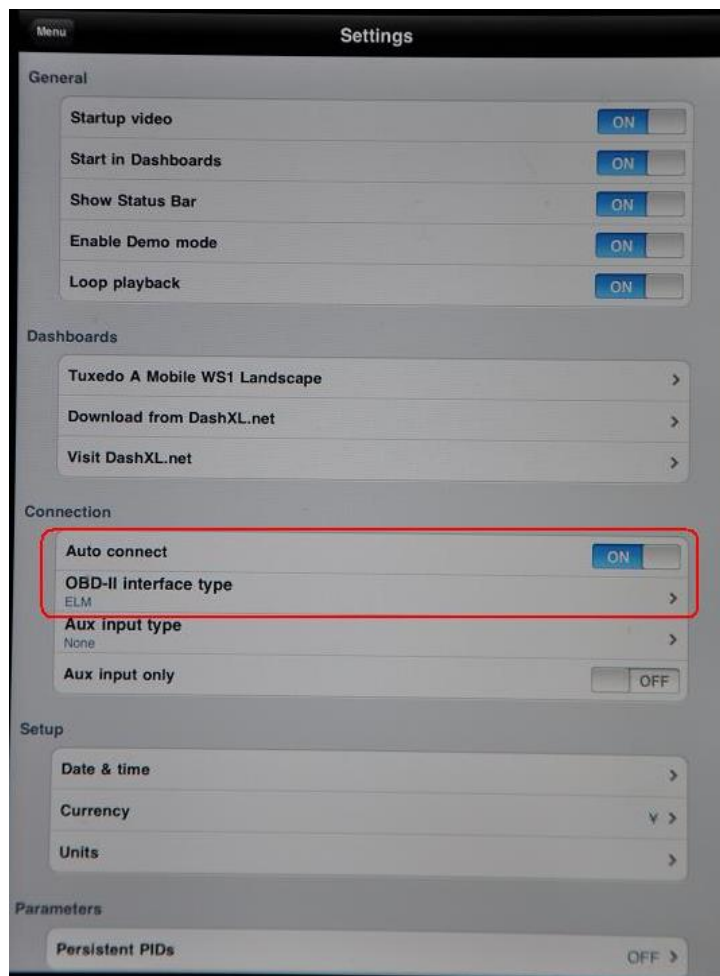 Menu
Settings
General
Startup video
ON
Start in Dashboards
ON
Show Status Bar
ON
Enable Demo mode
ON
Loop playback
ON
Dashboards
Tuxedo A Mobile WS1 Landscape
Download from DashXL.net
Visit DashXL.net
Connection
Auto connect
ON
OBD-II interface type
ELM
Aux input type
None
Aux input only
OFF
Setup
Date & time
Currency
¥
Units
Parameters
Persistent PIDs
OFF